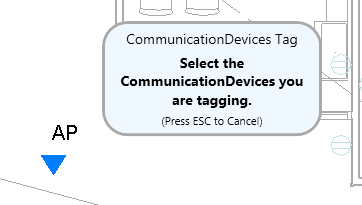 CommunicationDevices Tag
Select the
CommunicationDevices you
are tagging.
(Press ESC to Cancel)
AP